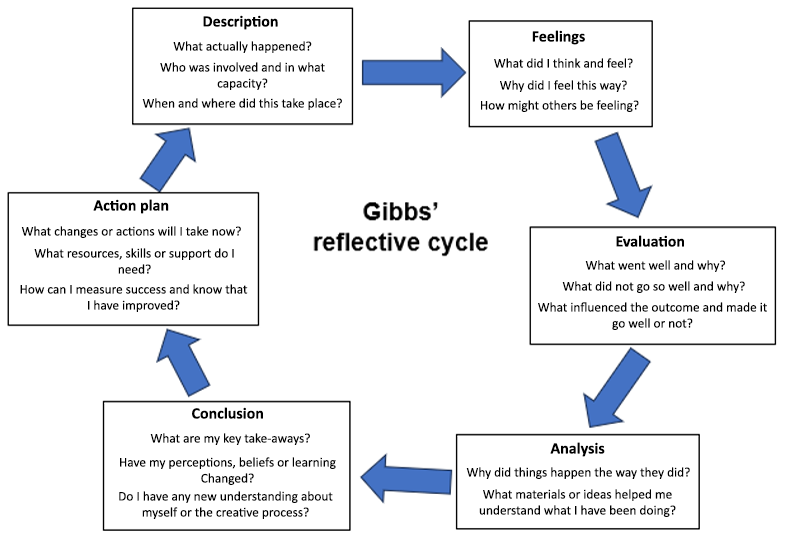 Description
What actually happened?
Who was involved and in what
capacity?
When and where did this take place?
Feelings
What did I think and feel?
Why did I feel this way?
How might others be feeling?
Evaluation
What went well and why?
What did not go so well and why?
What influenced the outcome and made it
go well or not?
Analysis
Why did things happen the way they did?
What materials or ideas helped me
understand what I have been doing?
Conclusion
What are my key take-aways?
Have my perceptions, beliefs or learning
Changed?
Do I have any new understanding about
myself or the creative process?
Action plan
What changes or actions will I take now?
What resources, skills or support do I
need?
How can I measure success and know that
I have improved?
Gibbs’
reflective cycle